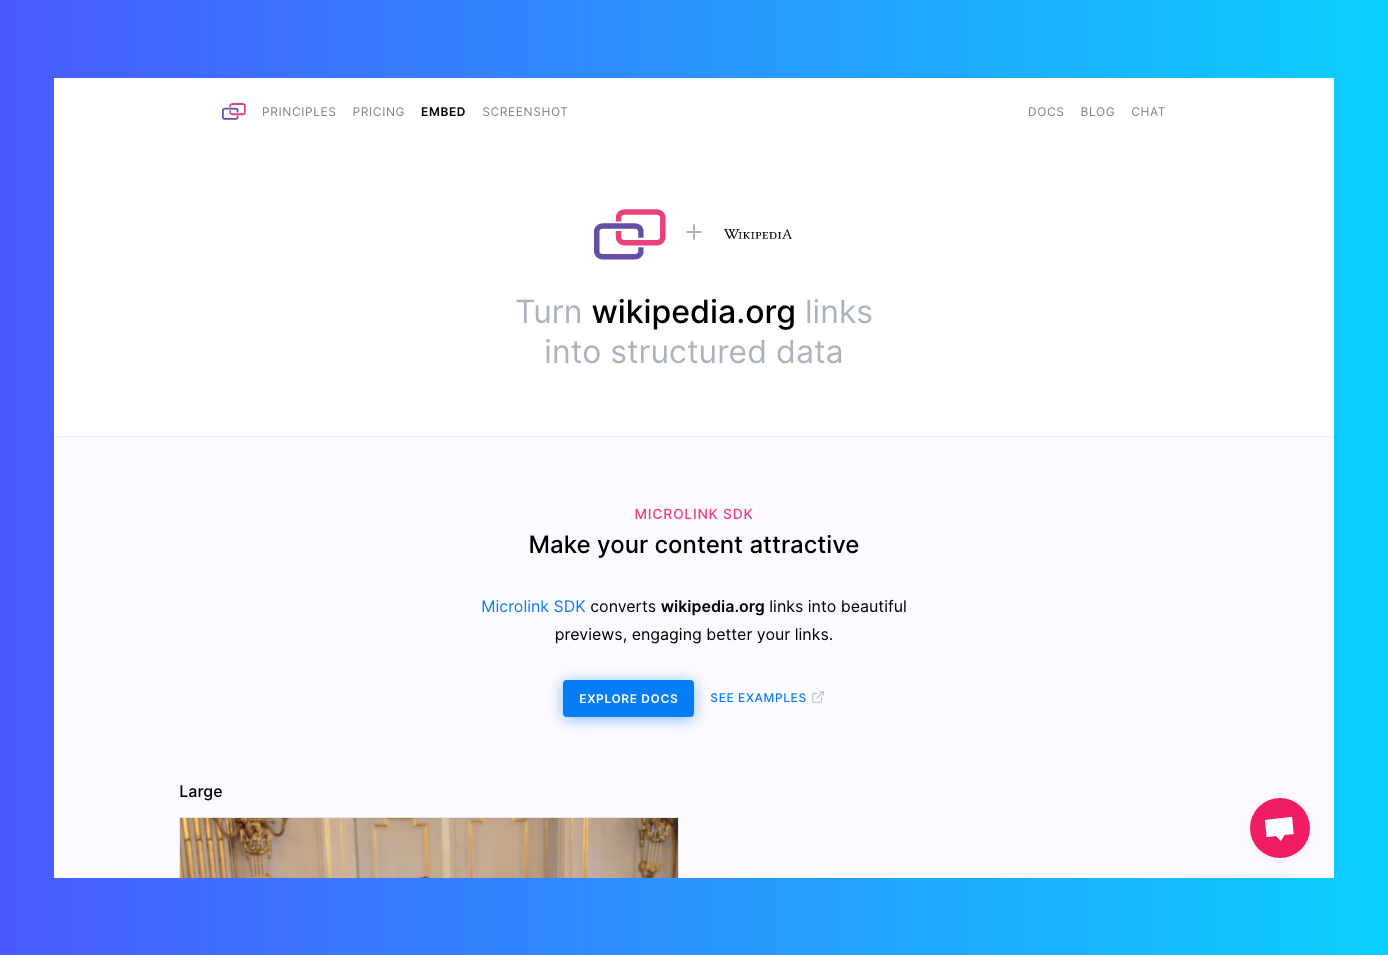 PRINCIPLES PRICING EMBED SCREENSHOT DOCS BLOG CHAT
WIKIPEDIA
Turn wikipedia.org links
into structured data
MICROLINK SDK
Make your content attractive
Microlink SDK converts wikipedia.org links into beautiful
previews, engaging better your links.
EXPLORE DOCS SEE EXAMPLES
Large